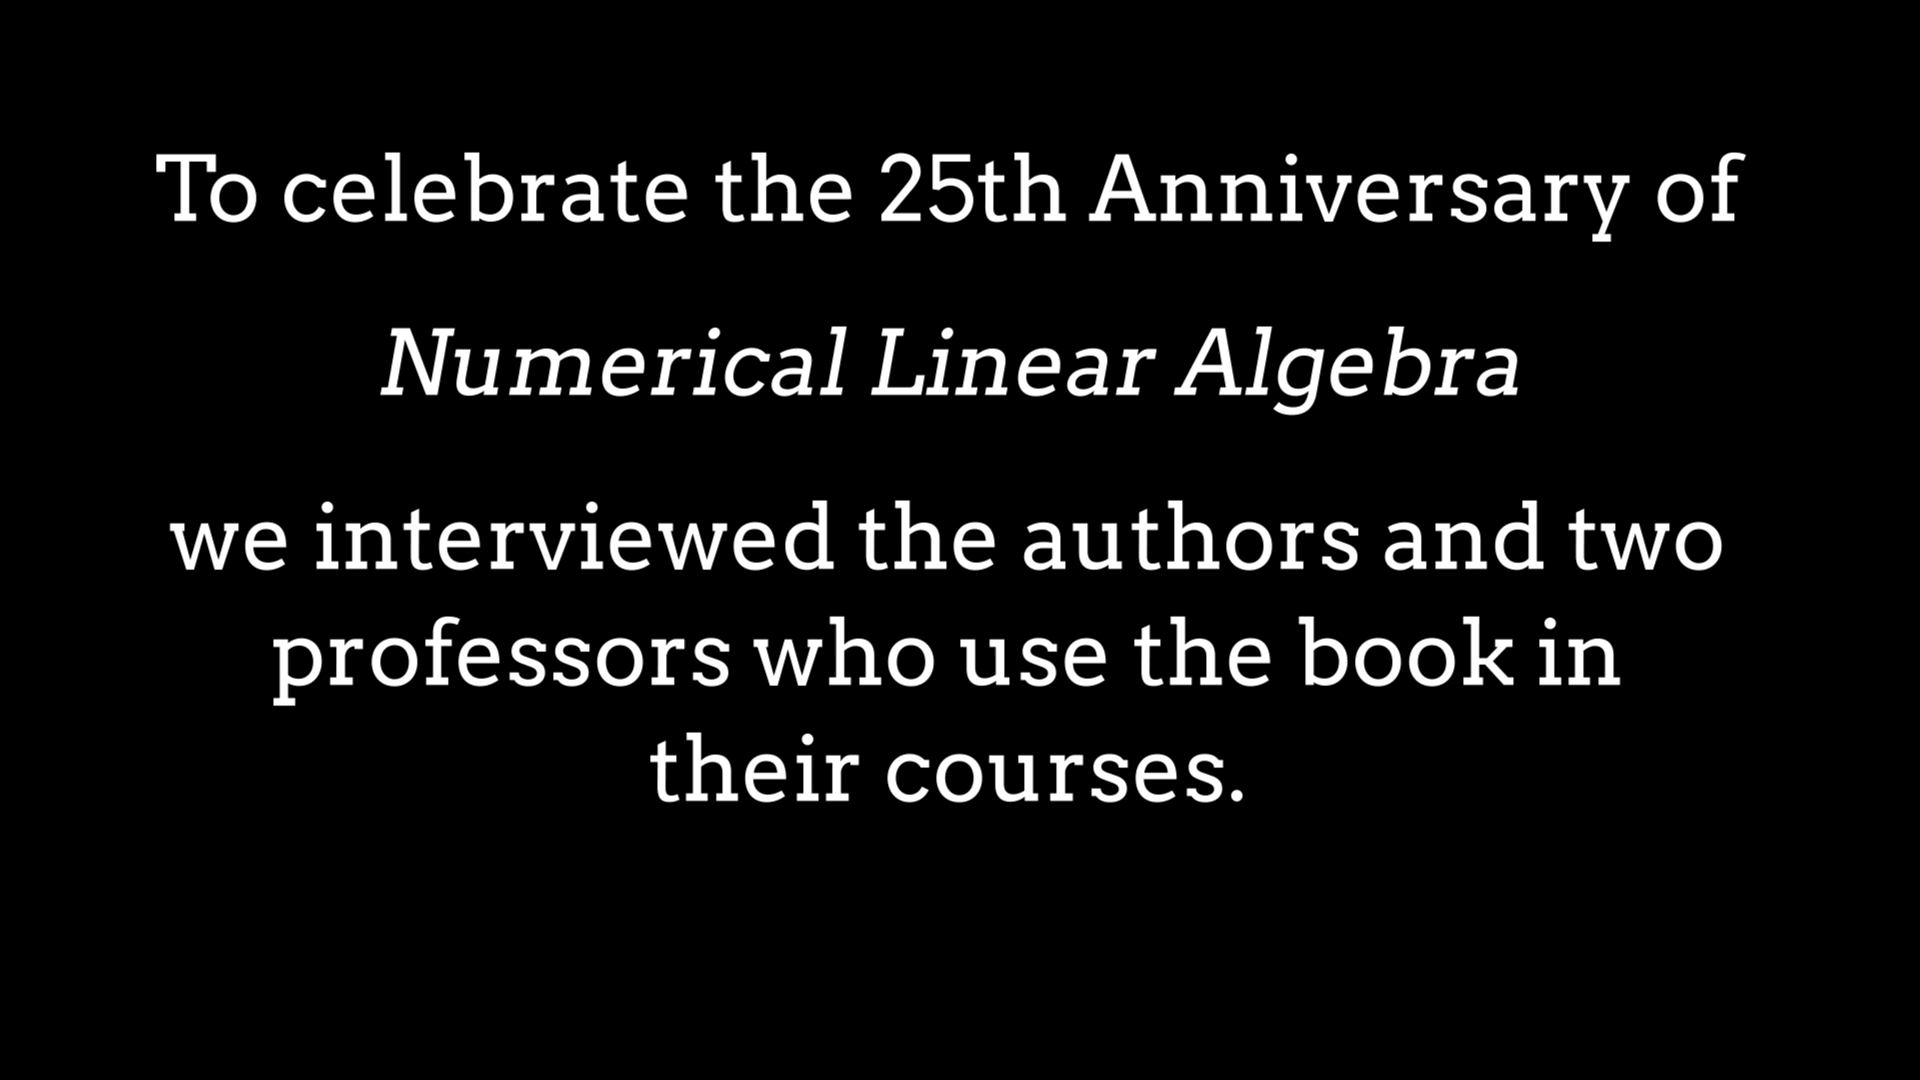 To celebrate the 25th Anniversary of
Numerical Linear Algebra
we interviewed the authors and two
professors who use the book in
their courses.